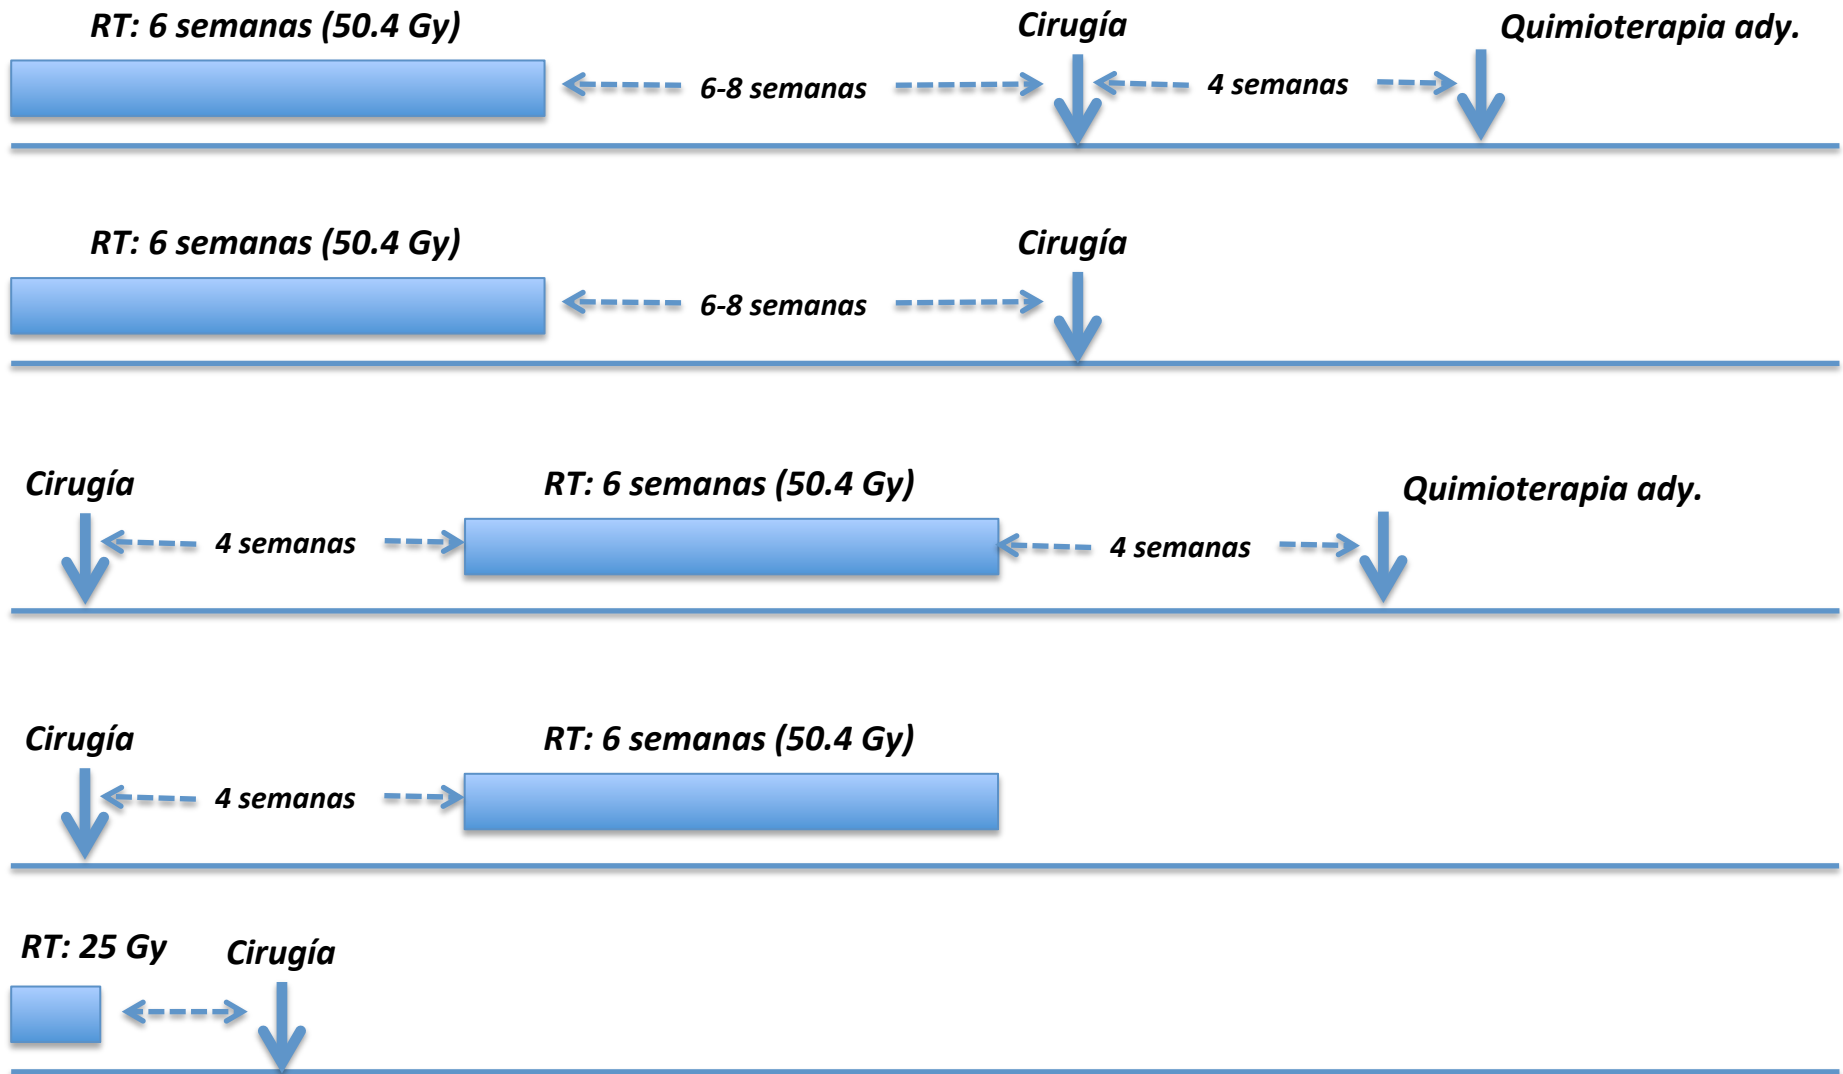 RT: 6 semanas (50.4 Gy)
Cirugía
Quimioterapia ady.
6-8 semanas
4 semanas
RT: 6 semanas (50.4 Gy)
Cirugía
6-8 semanas
Cirugía
RT: 6 semanas (50.4 Gy)
Quimioterapia ady.
4 semanas
4 semanas
Cirugía
RT: 6 semanas (50.4 Gy)
4 semanas
RT: 25 Gy
Cirugía